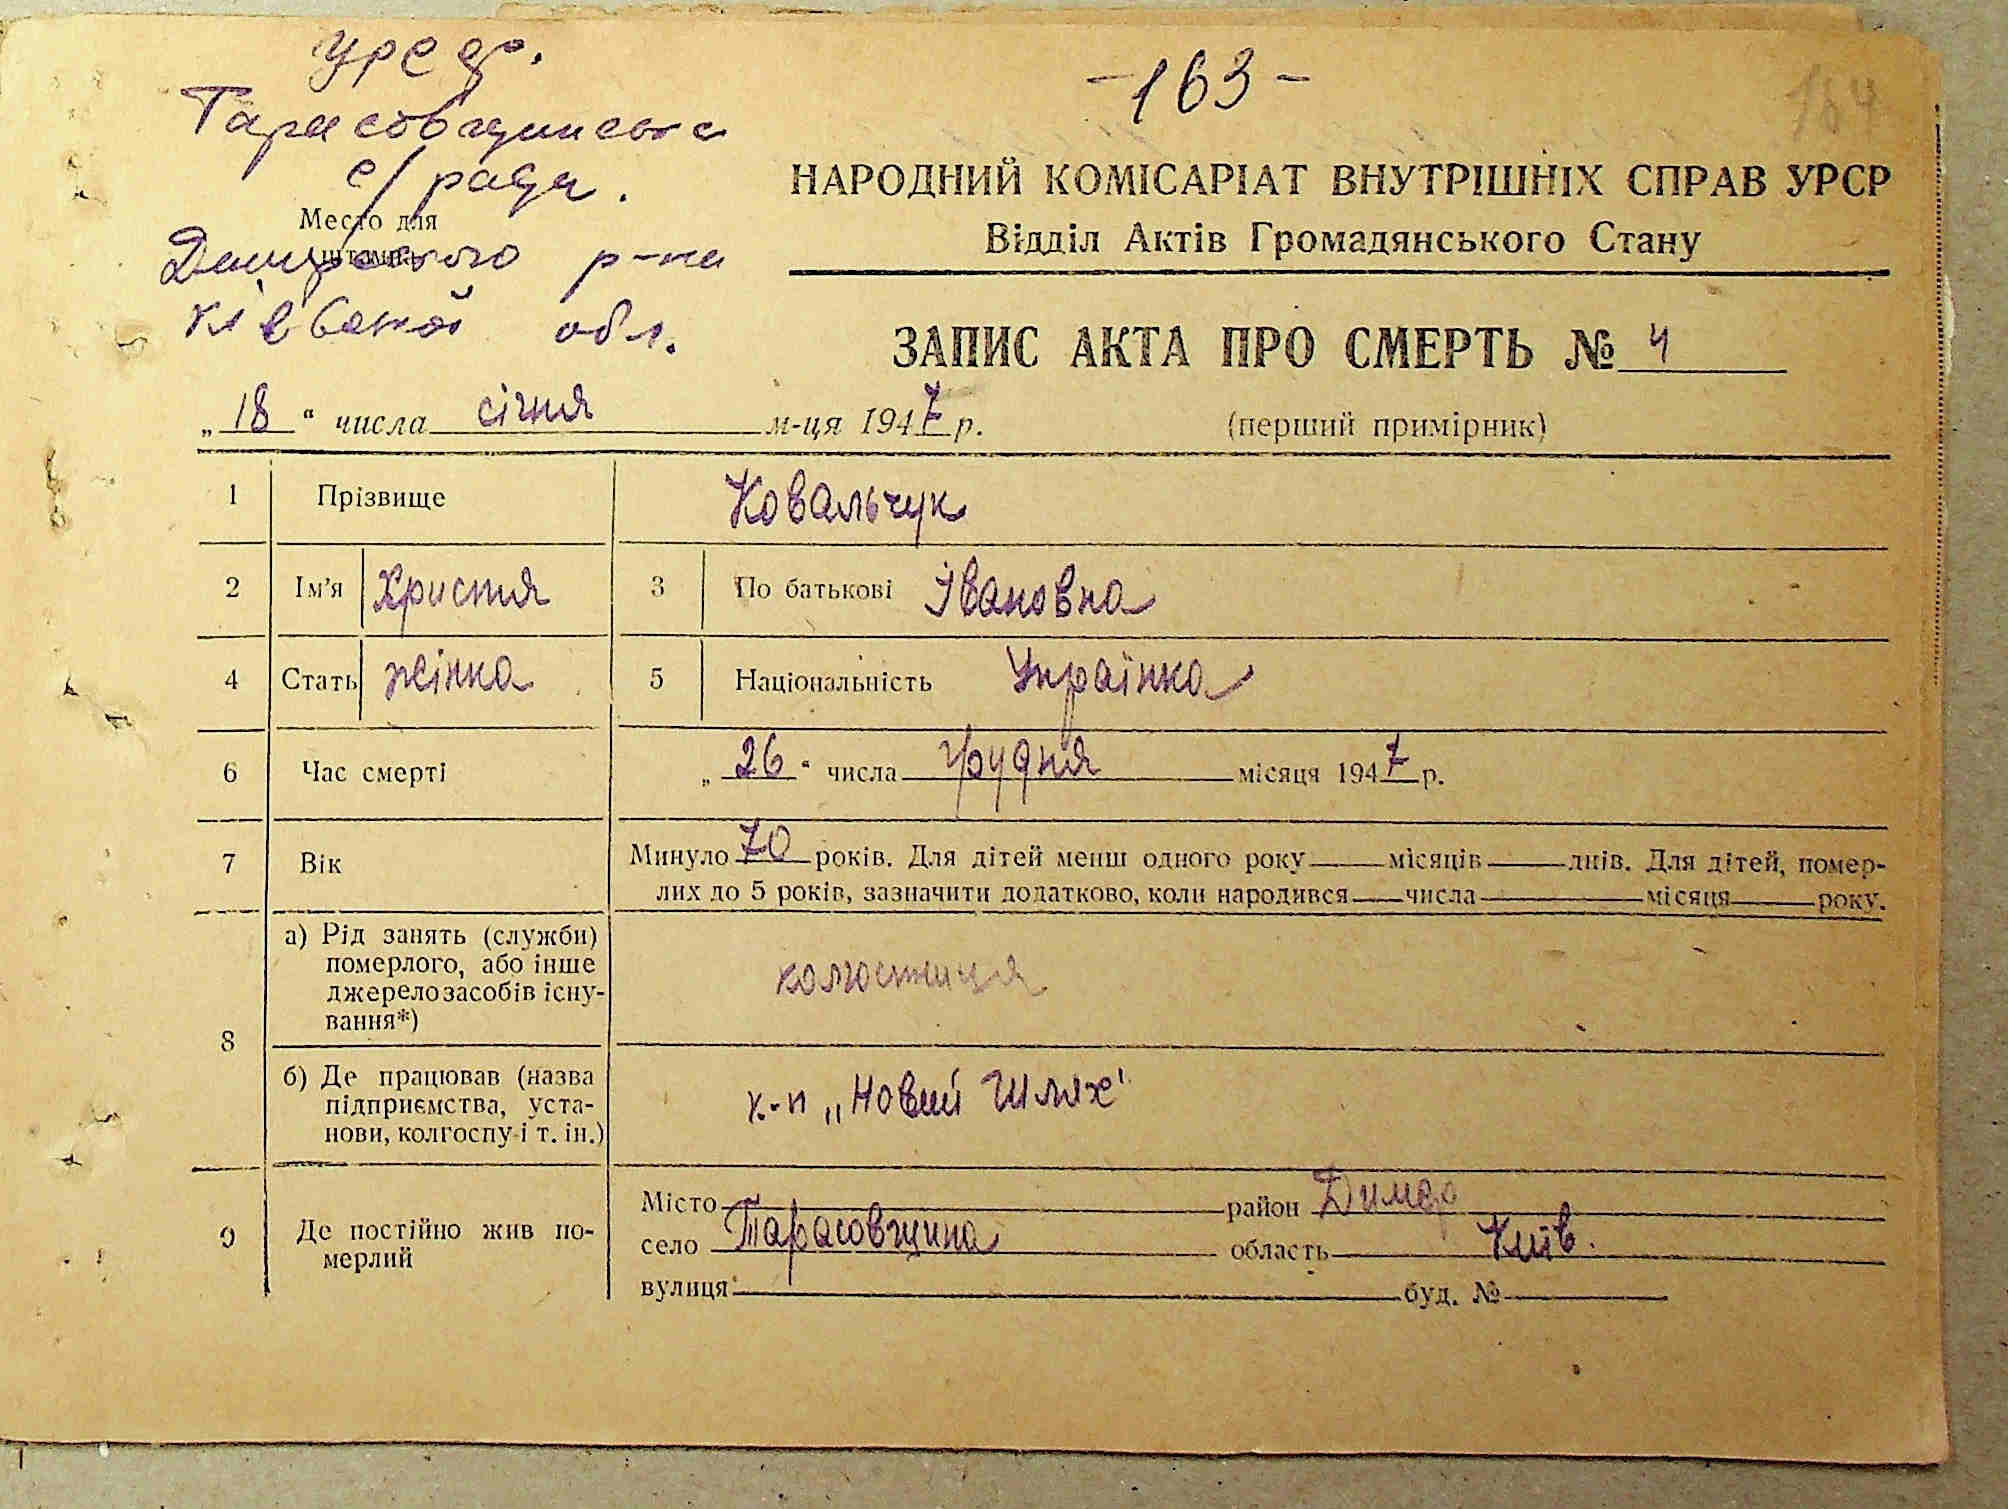 УРСР.
Тарасовщинська
с/рада.
Место для
штампа
Димерського р-на
Київської обл.
-163-
164
НАРОДНИЙ КОМІСАРІАТ ВНУТРІШНІХ СПРАВ УРСР
Відділ Актів Громадянського Стану
ЗАПИС АКТА ПРО СМЕРТЬ № 4
„18“ числа січня м-ця 1947 р. (перший примірник)
1 Прізвище Ковальчук
2 Ім'я Христя 3 По батькові Івановна
4 Стать жінка 5 Національність Українка
6 Час смерті „26“ числа грудня місяця 1947 р.
7 Вік Минуло 70 років. Для дітей менш одного року місяців днів. Для дітей, помер-
лих до 5 років, зазначити додатково, коли народився числа місяця року.
8 а) Рід занять (служби)
померлого, або інше
джерело засобів існу-
вання*)
колгоспниця
б) Де працював (назва
підприємства, уста-
нови, колгоспу і т. ін.)
к-п „Новий Шлях"
9 Де постійно жив по-
мерлий
Місто район Димер
село Тарасовщина область Київ.
вулиця буд. №